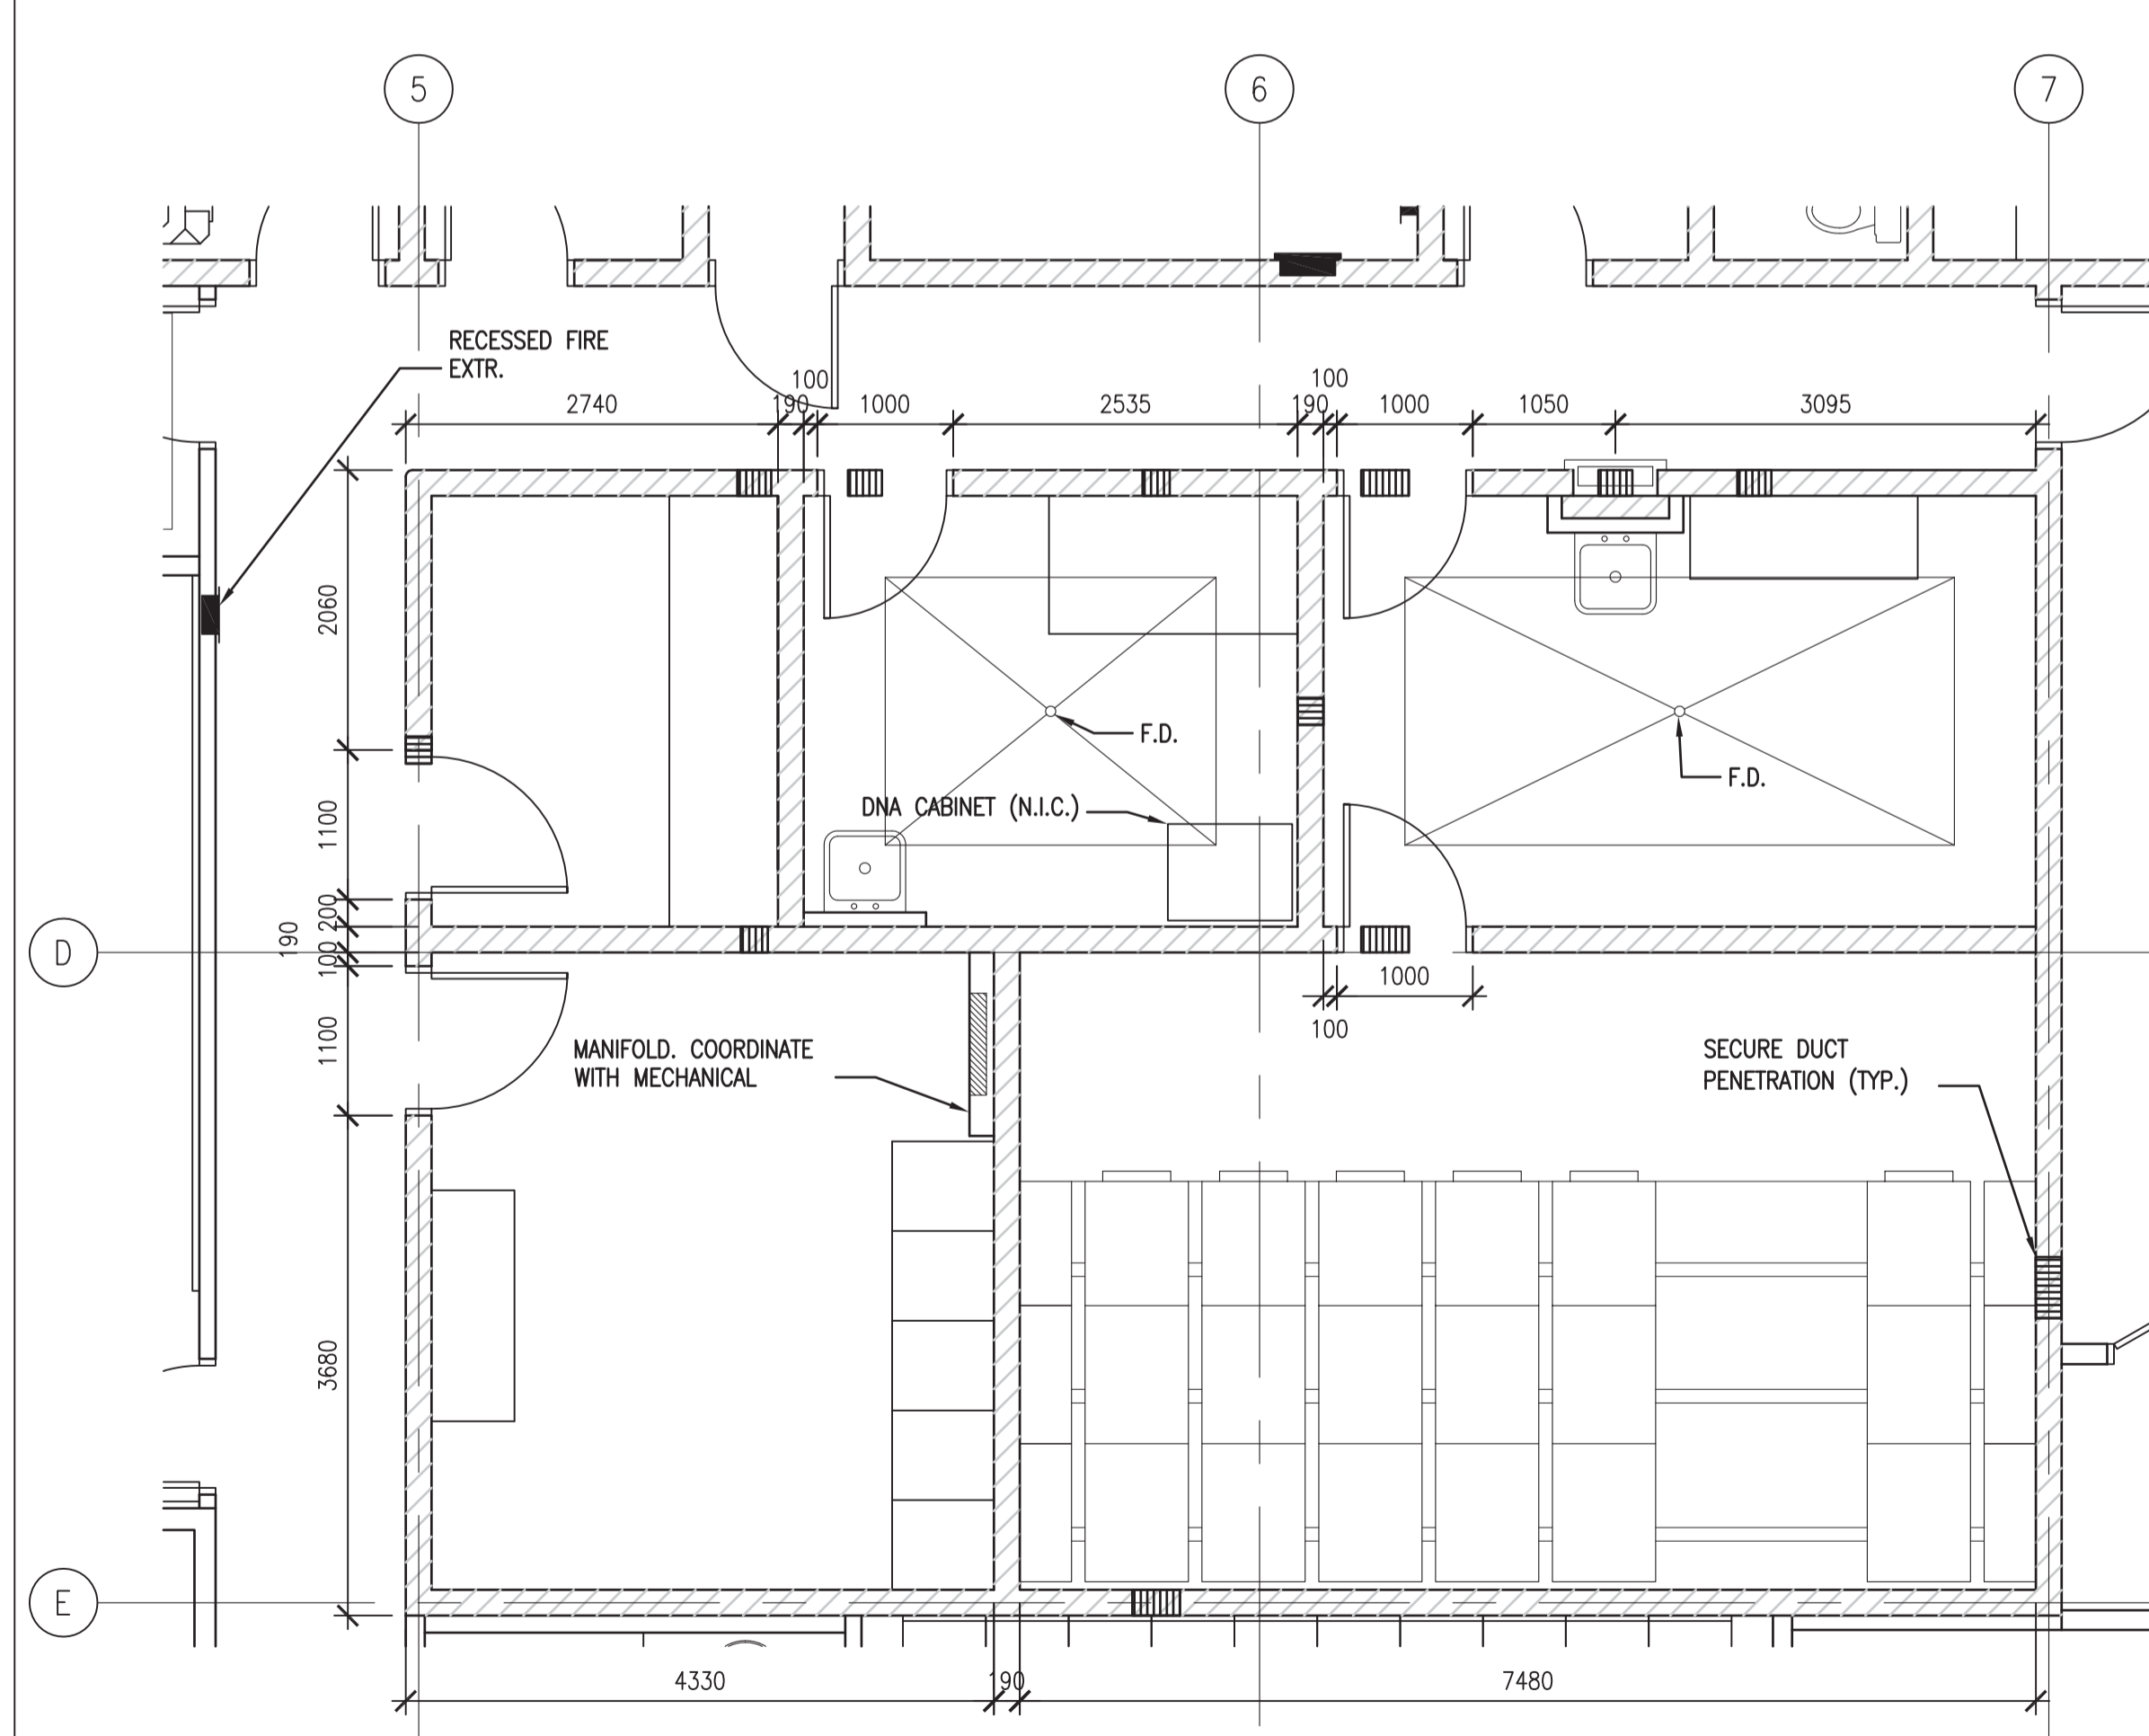 5
6
7
RECESSED FIRE
EXTR.
100
100
2740
190
1000
2535
190
1000
1050
3095
2060
F.D.
F.D.
DNA CABINET (N.I.C.)
1100
200
190
100
D
1000
100
1100
MANIFOLD. COORDINATE
WITH MECHANICAL
SECURE DUCT
PENETRATION (TYP.)
3680
E
4330
190
7480